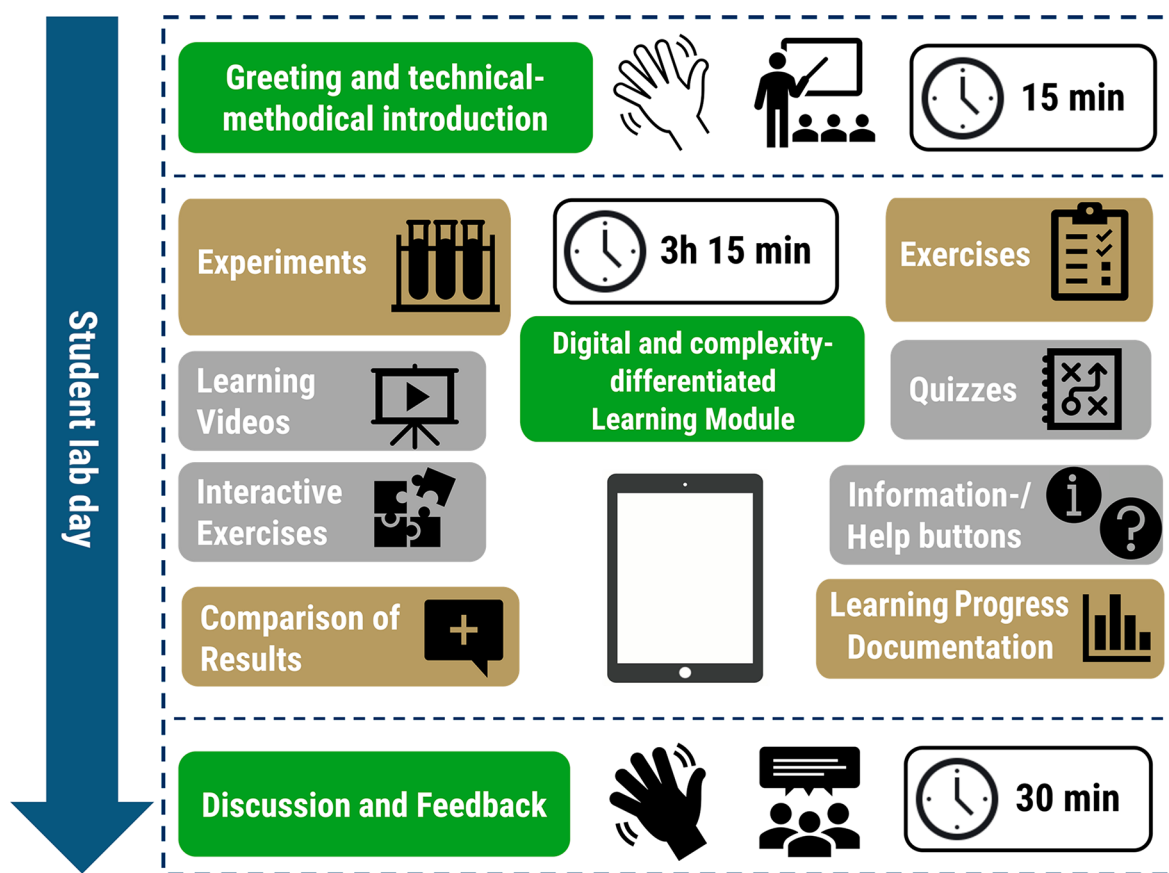 Student lab day
Greeting and technical-
methodical introduction
15 min
Experiments
3h 15 min
Exercises
Digital and complexity-
differentiated
Learning Module
Learning
Videos
Quizzes
Interactive
Exercises
Information-/
Help buttons
Comparison of
Results
Learning Progress
Documentation
Discussion and Feedback
30 min